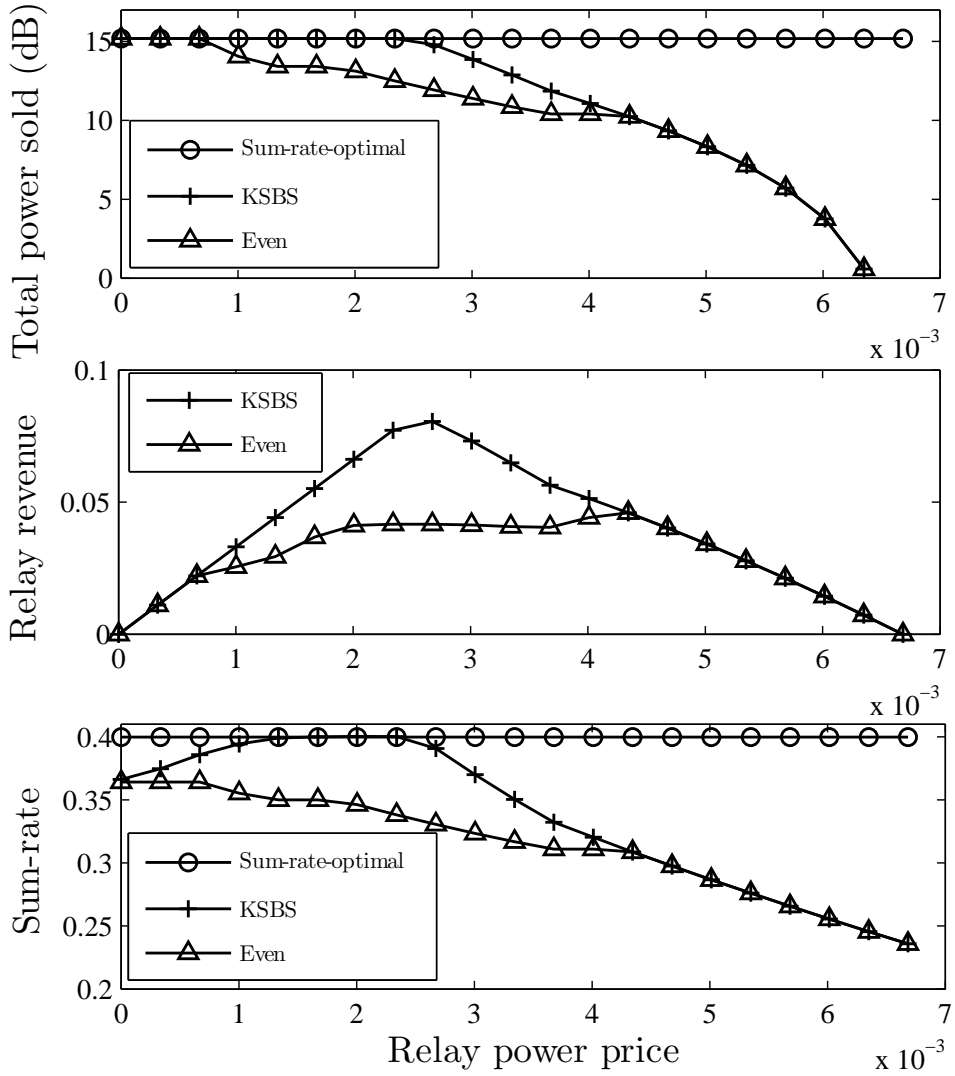 Total power sold (dB)
15
10
5
0
Sum-rate-optimal
KSBS
Even
0 1 2 3 4 5 6 7
x 10⁻³
Relay revenue
0.1
0.05
0
KSBS
Even
0 1 2 3 4 5 6 7
x 10⁻³
Sum-rate
0.4
0.35
0.3
0.25
0.2
Sum-rate-optimal
KSBS
Even
0 1 2 3 4 5 6 7
Relay power price
x 10⁻³